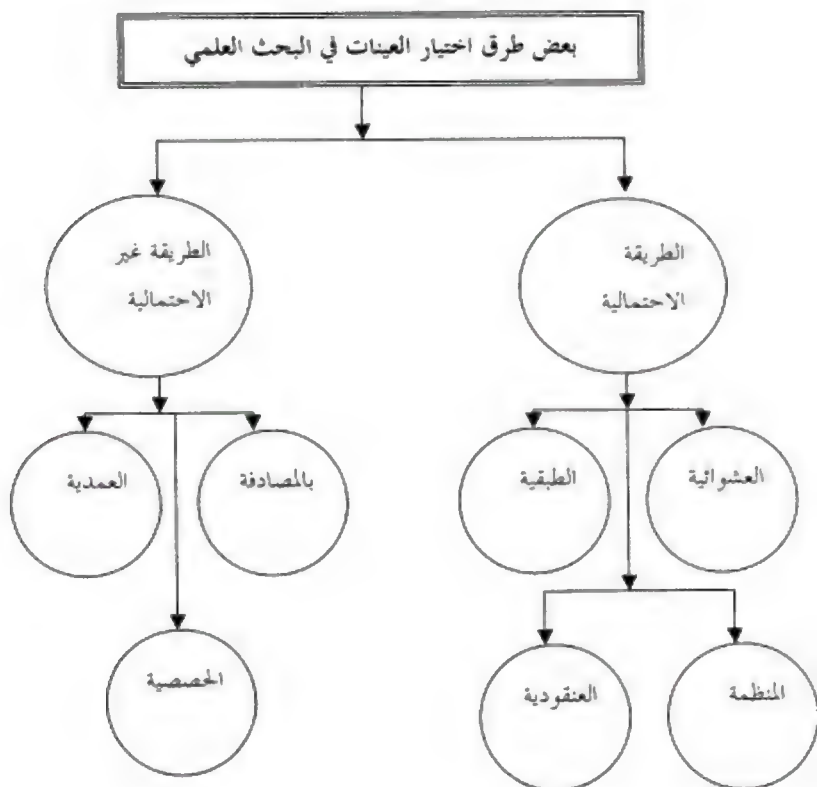 بعض طرق اختيار العينات في البحث العلمي
الطريقة
الاحتمالية
الطريقة غير
الاحتمالية
العشوائية
الطبقية
بالمصادفة
العمدية
المنظمة
العنقودية
الحصصية